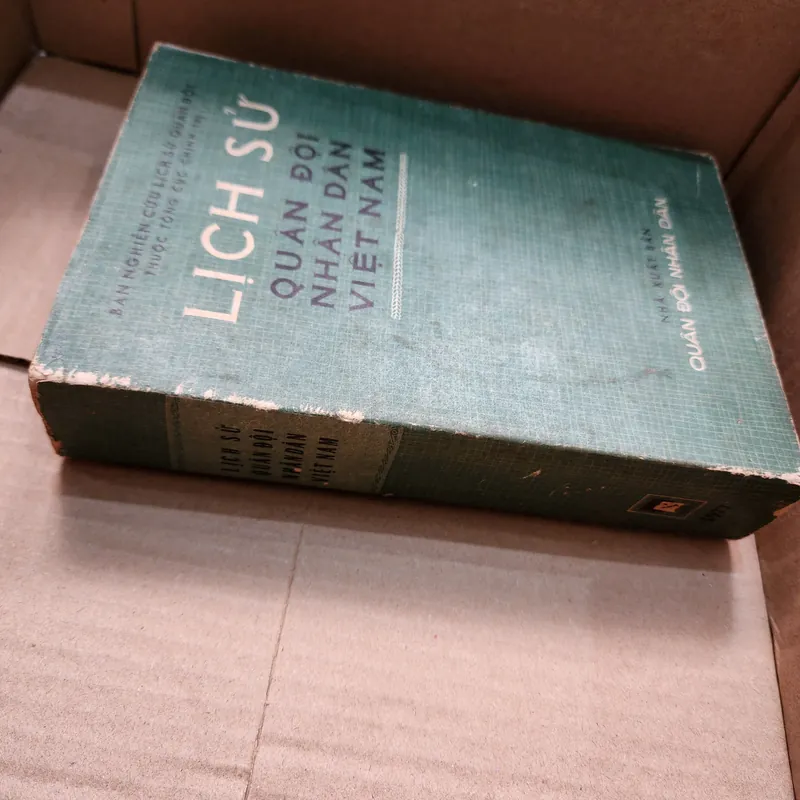 BAN NGHIÊN CỨU LỊCH SỬ QUÂN ĐỘI
THUỘC TỔNG CỤC CHÍNH TRỊ
LỊCH SỬ
QUÂN ĐỘI
NHÂN DÂN
VIỆT NAM
NHÀ XUẤT BẢN
QUÂN ĐỘI NHÂN DÂN
LỊCH SỬ
QUÂN ĐỘI
NHÂN DÂN
VIỆT NAM